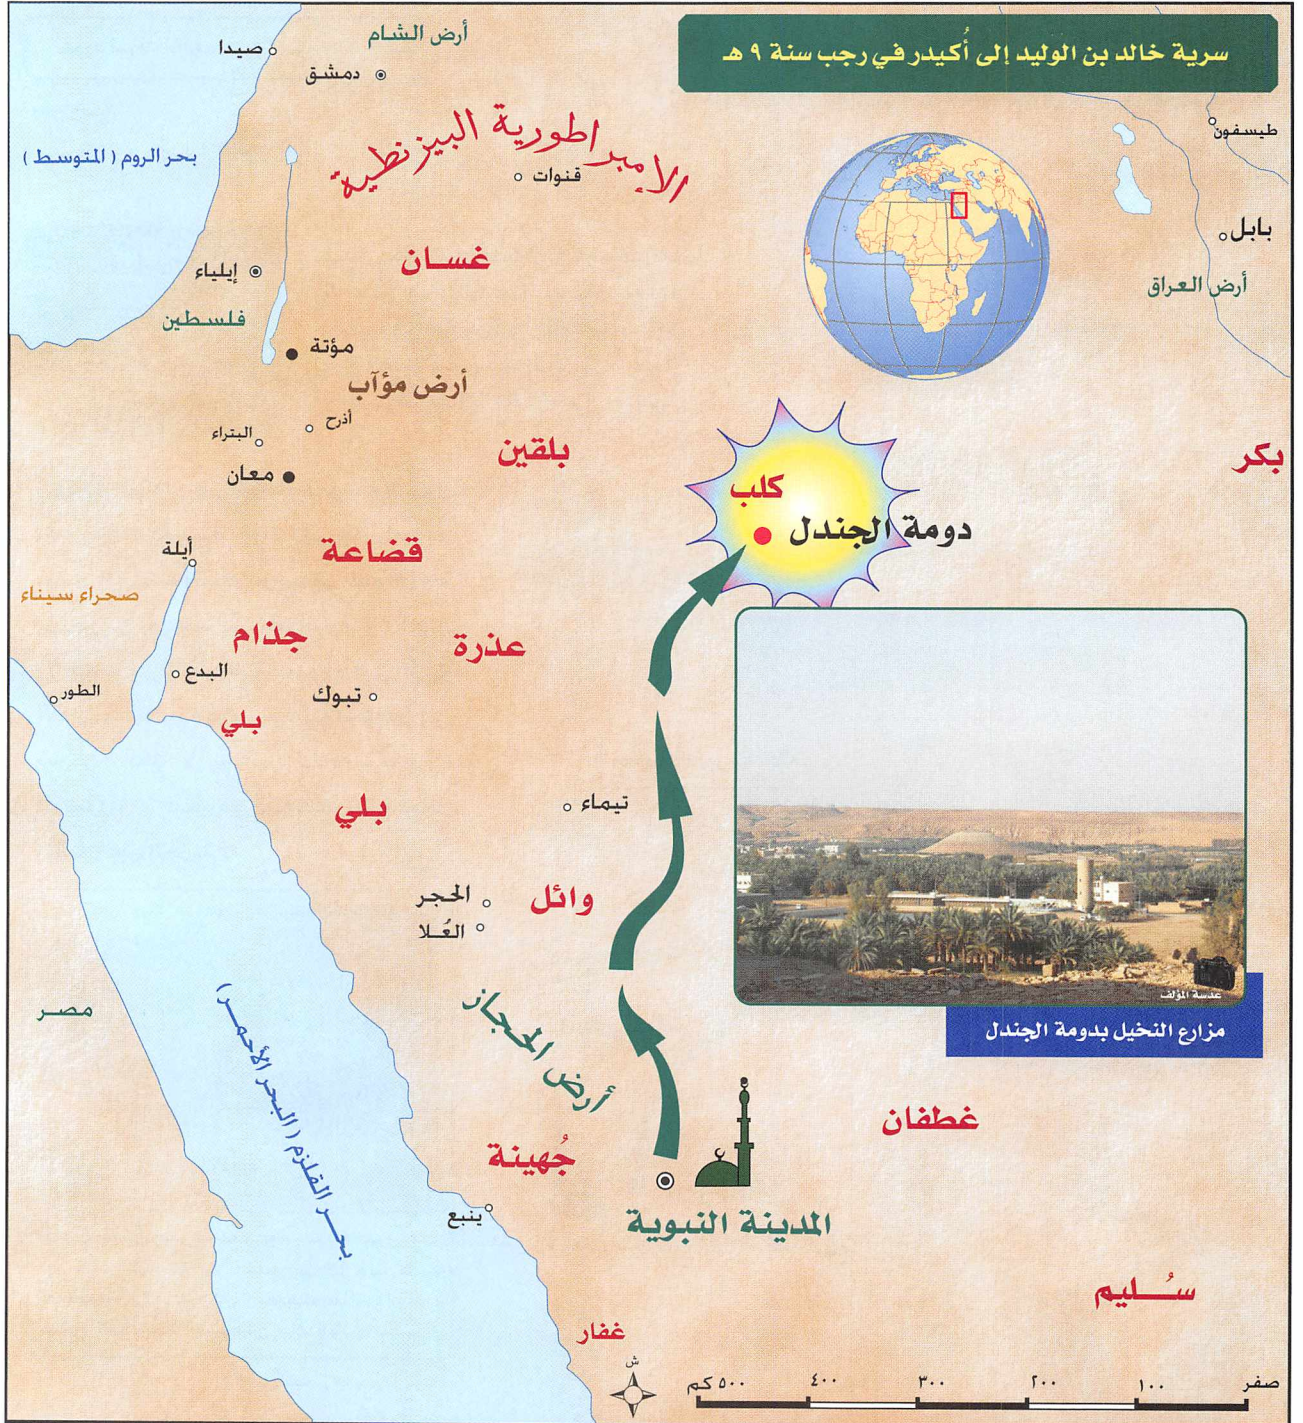 سرية خالد بن الوليد إلى أُكيدر في رجب سنة ٩ هـ
أرض الشام
صيدا
دمشق
طيسفون
الإمبراطورية البيزنطية
بحر الروم ( المتوسط )
قنوات
بابل
غسان
إيلياء
أرض العراق
فلسطين
مؤتة
أرض مؤآب
أذرح
البتراء
بلقين
بكر
معان
كلب
دومة الجندل
أيلة
قضاعة
صحراء سيناء
جذام
عذرة
البدع
الطور
تبوك
بلي
بلي
تيماء
الحجر
وائل
العُلا
عدسة المؤلف
مزارع النخيل بدومة الجندل
مصر
أرض الحجاز
بحر القلزم ( البحر الأحمر )
غطفان
جُهينة
المدينة النبوية
ينبع
سُليم
غفار
ش
صفر ١٠٠ ٢٠٠ ٣٠٠ ٤٠٠ ٥٠٠ كم